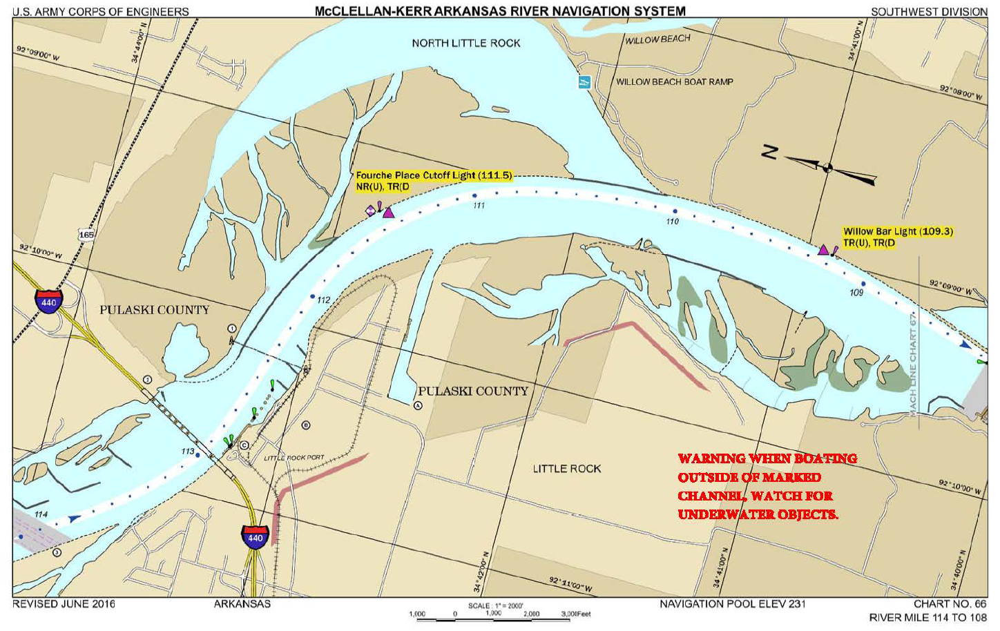 U.S. ARMY CORPS OF ENGINEERS
McCLELLAN-KERR ARKANSAS RIVER NAVIGATION SYSTEM
SOUTHWEST DIVISION
92°09'00" W
34°44'00" N
NORTH LITTLE ROCK
WILLOW BEACH
34°41'00" N
WILLOW BEACH BOAT RAMP
92°08'00" W
N
Fourche Place Cutoff Light (111.5)
NR(U), TR(D
111
110
Willow Bar Light (109.3)
TR(U), TR(D
165
92°10'00" W
92°09'00" W
109
440
PULASKI COUNTY
112
1
MACH LINE CHART 67
2
PULASKI COUNTY
A
B
C
113
LITTLE ROCK PORT
LITTLE ROCK
WARNING WHEN BOATING
OUTSIDE OF MARKED
CHANNEL, WATCH FOR
UNDERWATER OBJECTS.
92°10'00" W
114
440
3
34°42'00" N
92°11'00" W
34°41'00" N
34°40'00" N
REVISED JUNE 2016
ARKANSAS
SCALE : 1" = 2000'
1,000 0 1,000 2,000 3,000Feet
NAVIGATION POOL ELEV 231
CHART NO. 66
RIVER MILE 114 TO 108